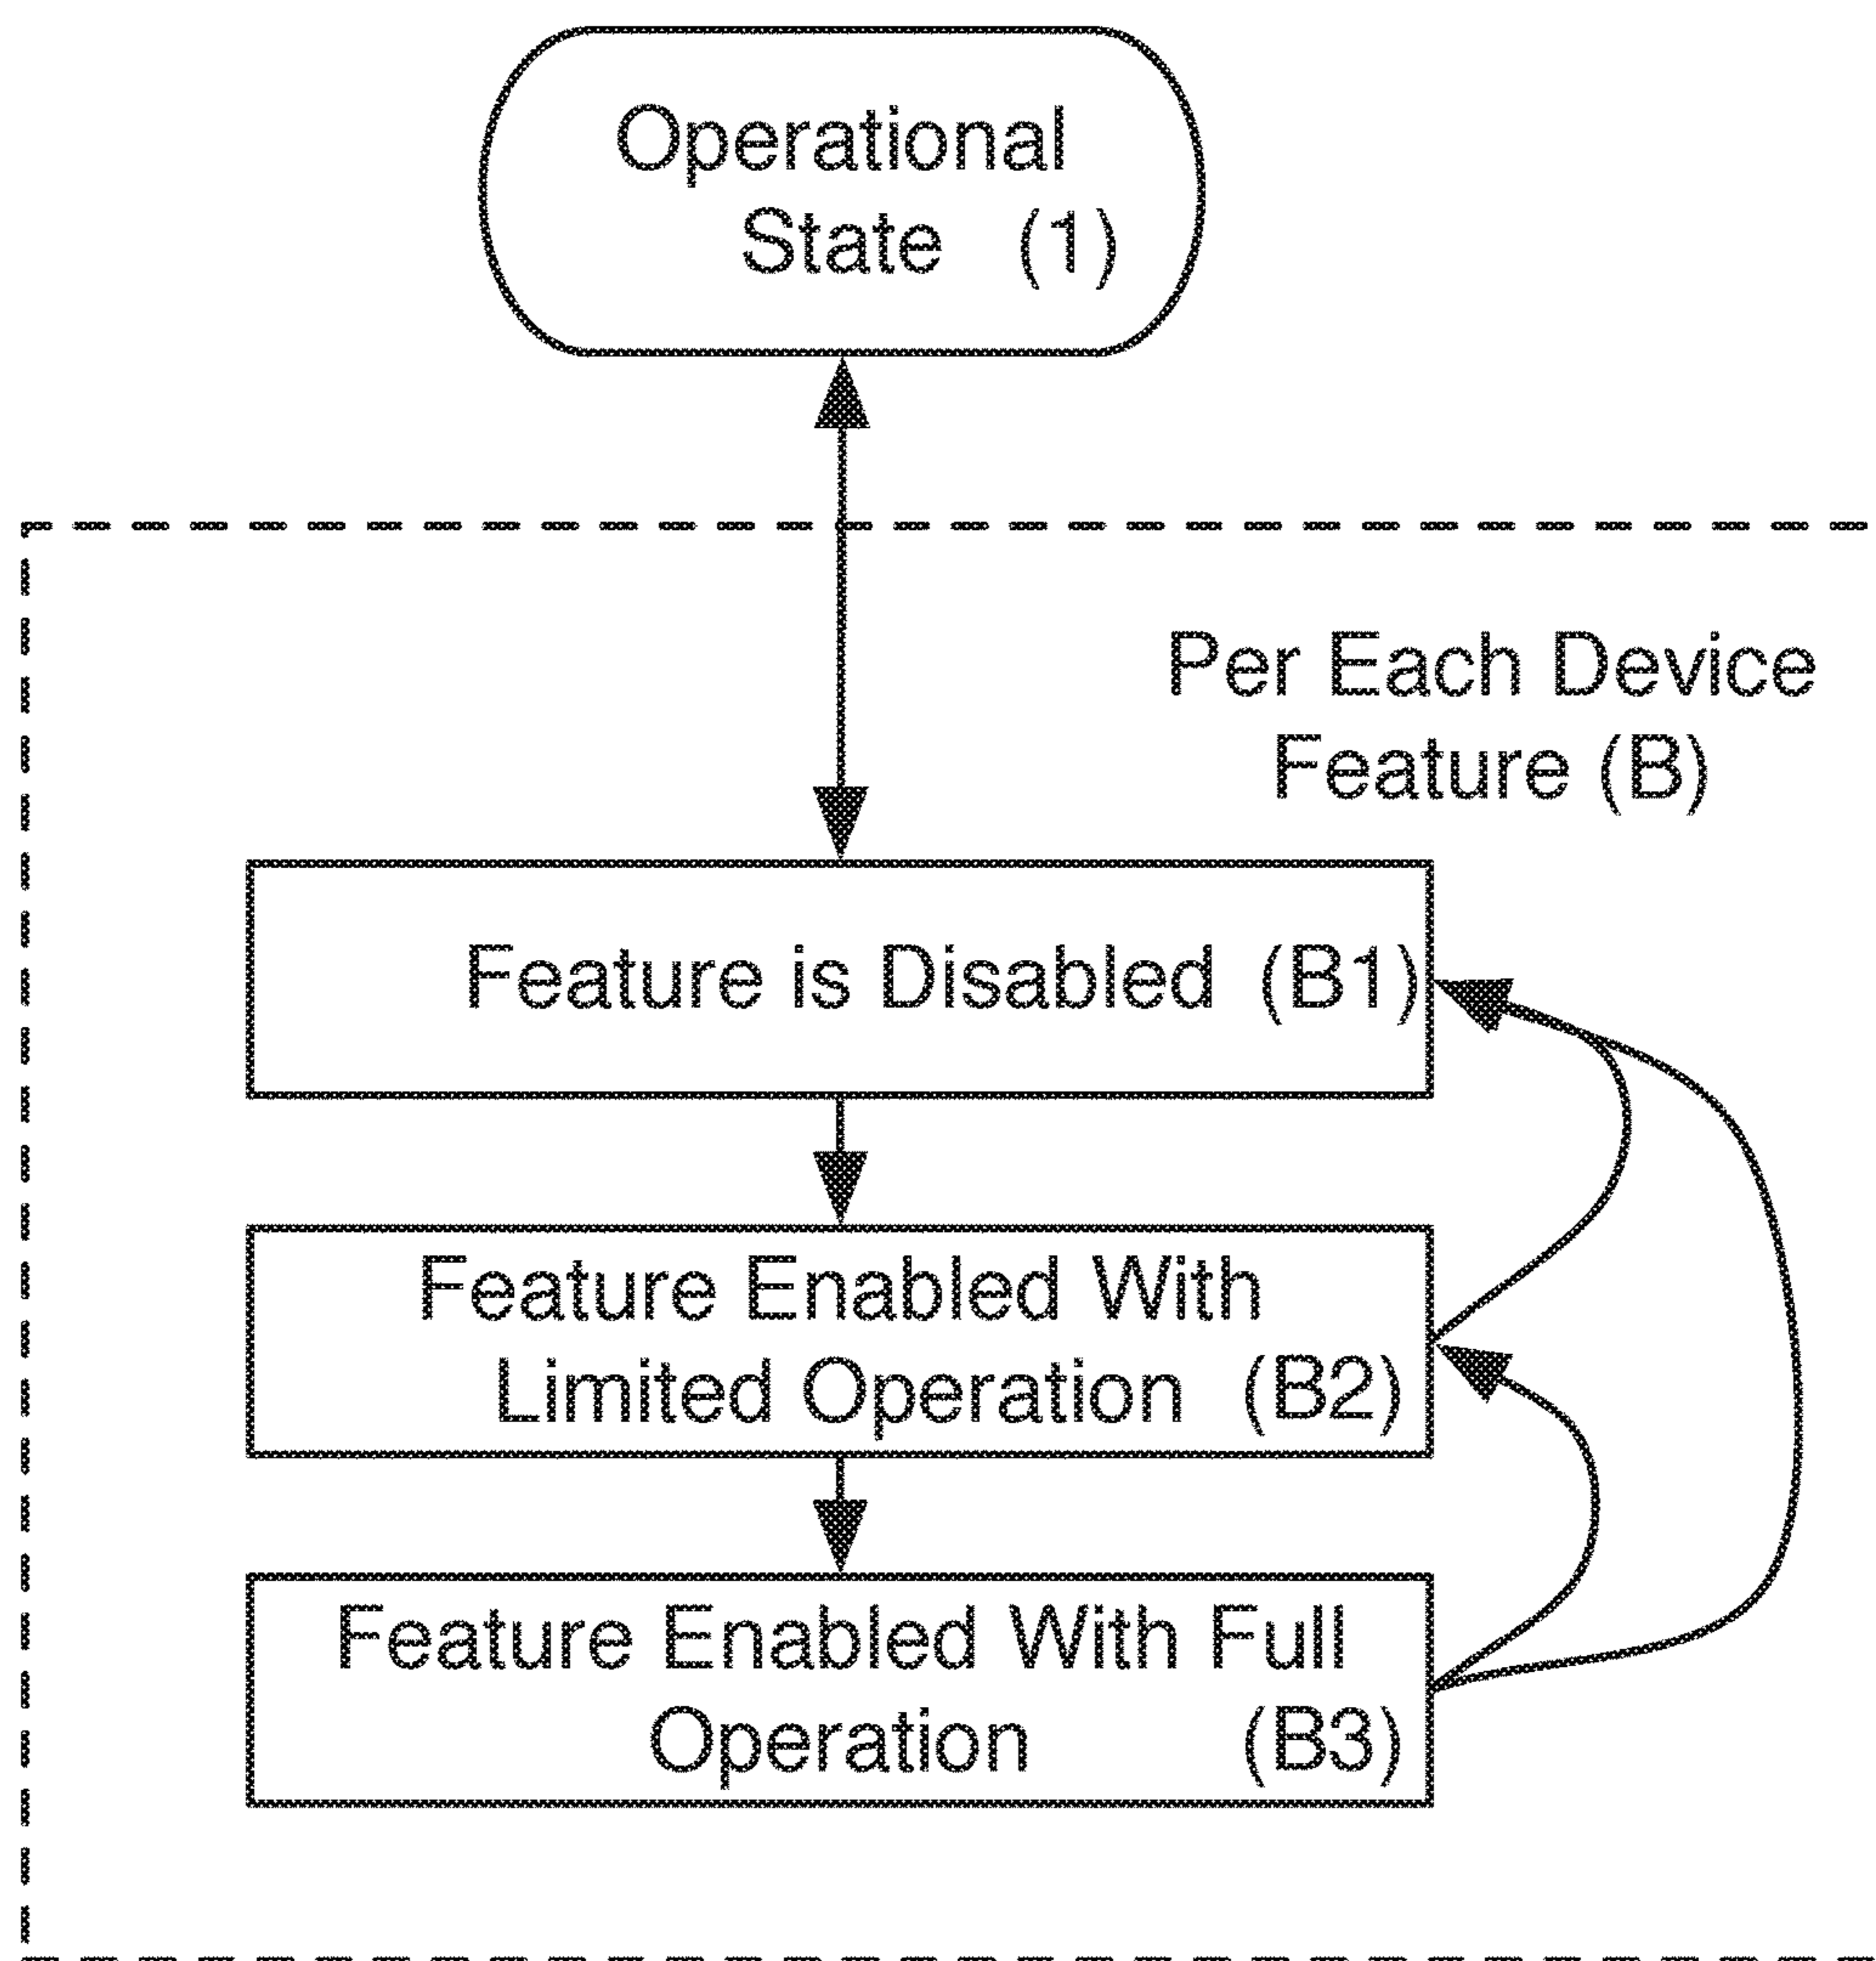 Operational
State (1)
Per Each Device
Feature (B)
Feature is Disabled (B1)
Feature Enabled With
Limited Operation (B2)
Feature Enabled With Full
Operation (B3)